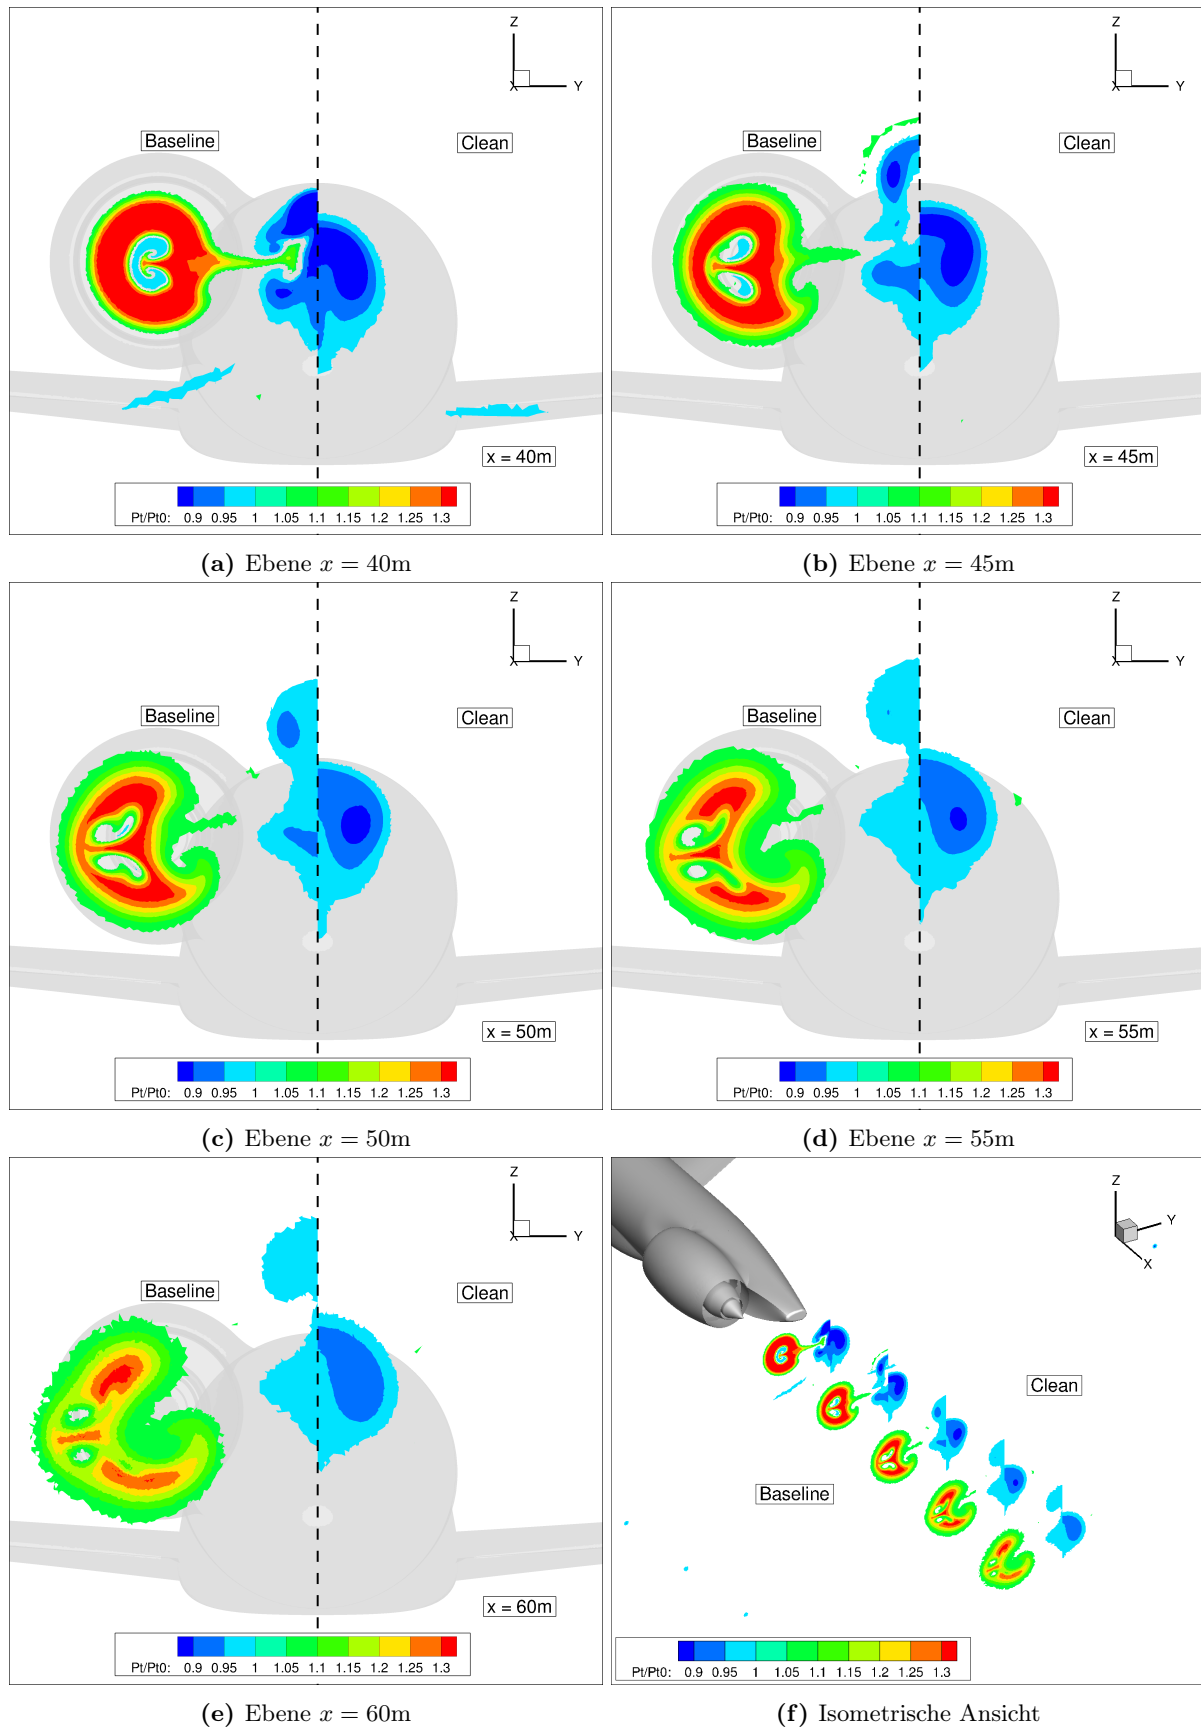 Z
X Y
Baseline
Clean
x = 40m
Pt/Pt0: 0.9 0.95 1 1.05 1.1 1.15 1.2 1.25 1.3
(a) Ebene x = 40m
Z
X Y
Baseline
Clean
x = 45m
Pt/Pt0: 0.9 0.95 1 1.05 1.1 1.15 1.2 1.25 1.3
(b) Ebene x = 45m
Z
X Y
Baseline
Clean
x = 50m
Pt/Pt0: 0.9 0.95 1 1.05 1.1 1.15 1.2 1.25 1.3
(c) Ebene x = 50m
Z
X Y
Baseline
Clean
x = 55m
Pt/Pt0: 0.9 0.95 1 1.05 1.1 1.15 1.2 1.25 1.3
(d) Ebene x = 55m
Z
X Y
Baseline
Clean
x = 60m
Pt/Pt0: 0.9 0.95 1 1.05 1.1 1.15 1.2 1.25 1.3
(e) Ebene x = 60m
Z
Y
X
Clean
Baseline
Pt/Pt0: 0.9 0.95 1 1.05 1.1 1.15 1.2 1.25 1.3
(f) Isometrische Ansicht